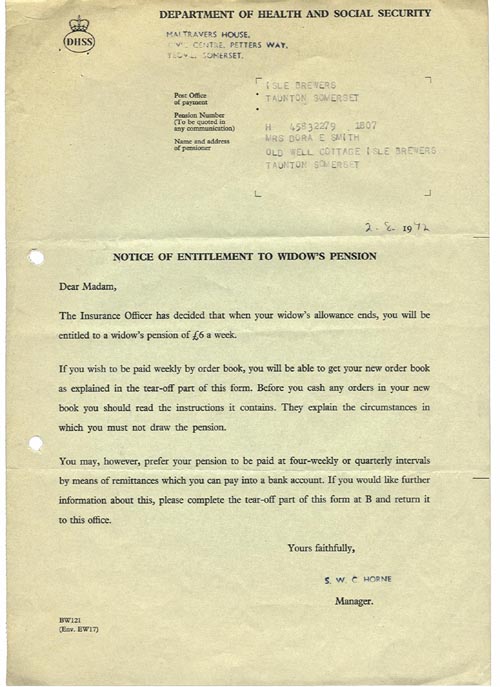 DHSS
DEPARTMENT OF HEALTH AND SOCIAL SECURITY
MALTRAVERS HOUSE,
CIVIC CENTRE, PETTERS WAY,
YEOVIL, SOMERSET.
Post Office
of payment
ISLE BREWERS
TAUNTON SOMERSET
Pension Number
(To be quoted in
any communication)
H 45832279 1807
Name and address
of pensioner
MRS DORA E SMITH
OLD WELL COTTAGE ISLE BREWERS
TAUNTON SOMERSET
2. 8. 1972
NOTICE OF ENTITLEMENT TO WIDOW'S PENSION
Dear Madam,
The Insurance Officer has decided that when your widow's allowance ends, you will be
entitled to a widow's pension of £6 a week.
If you wish to be paid weekly by order book, you will be able to get your new order book
as explained in the tear-off part of this form. Before you cash any orders in your new
book you should read the instructions it contains. They explain the circumstances in
which you must not draw the pension.
You may, however, prefer your pension to be paid at four-weekly or quarterly intervals
by means of remittances which you can pay into a bank account. If you would like further
information about this, please complete the tear-off part of this form at B and return it
to this office.
Yours faithfully,
S. W. C HORNE
Manager.
BW121
(Env. EW17)